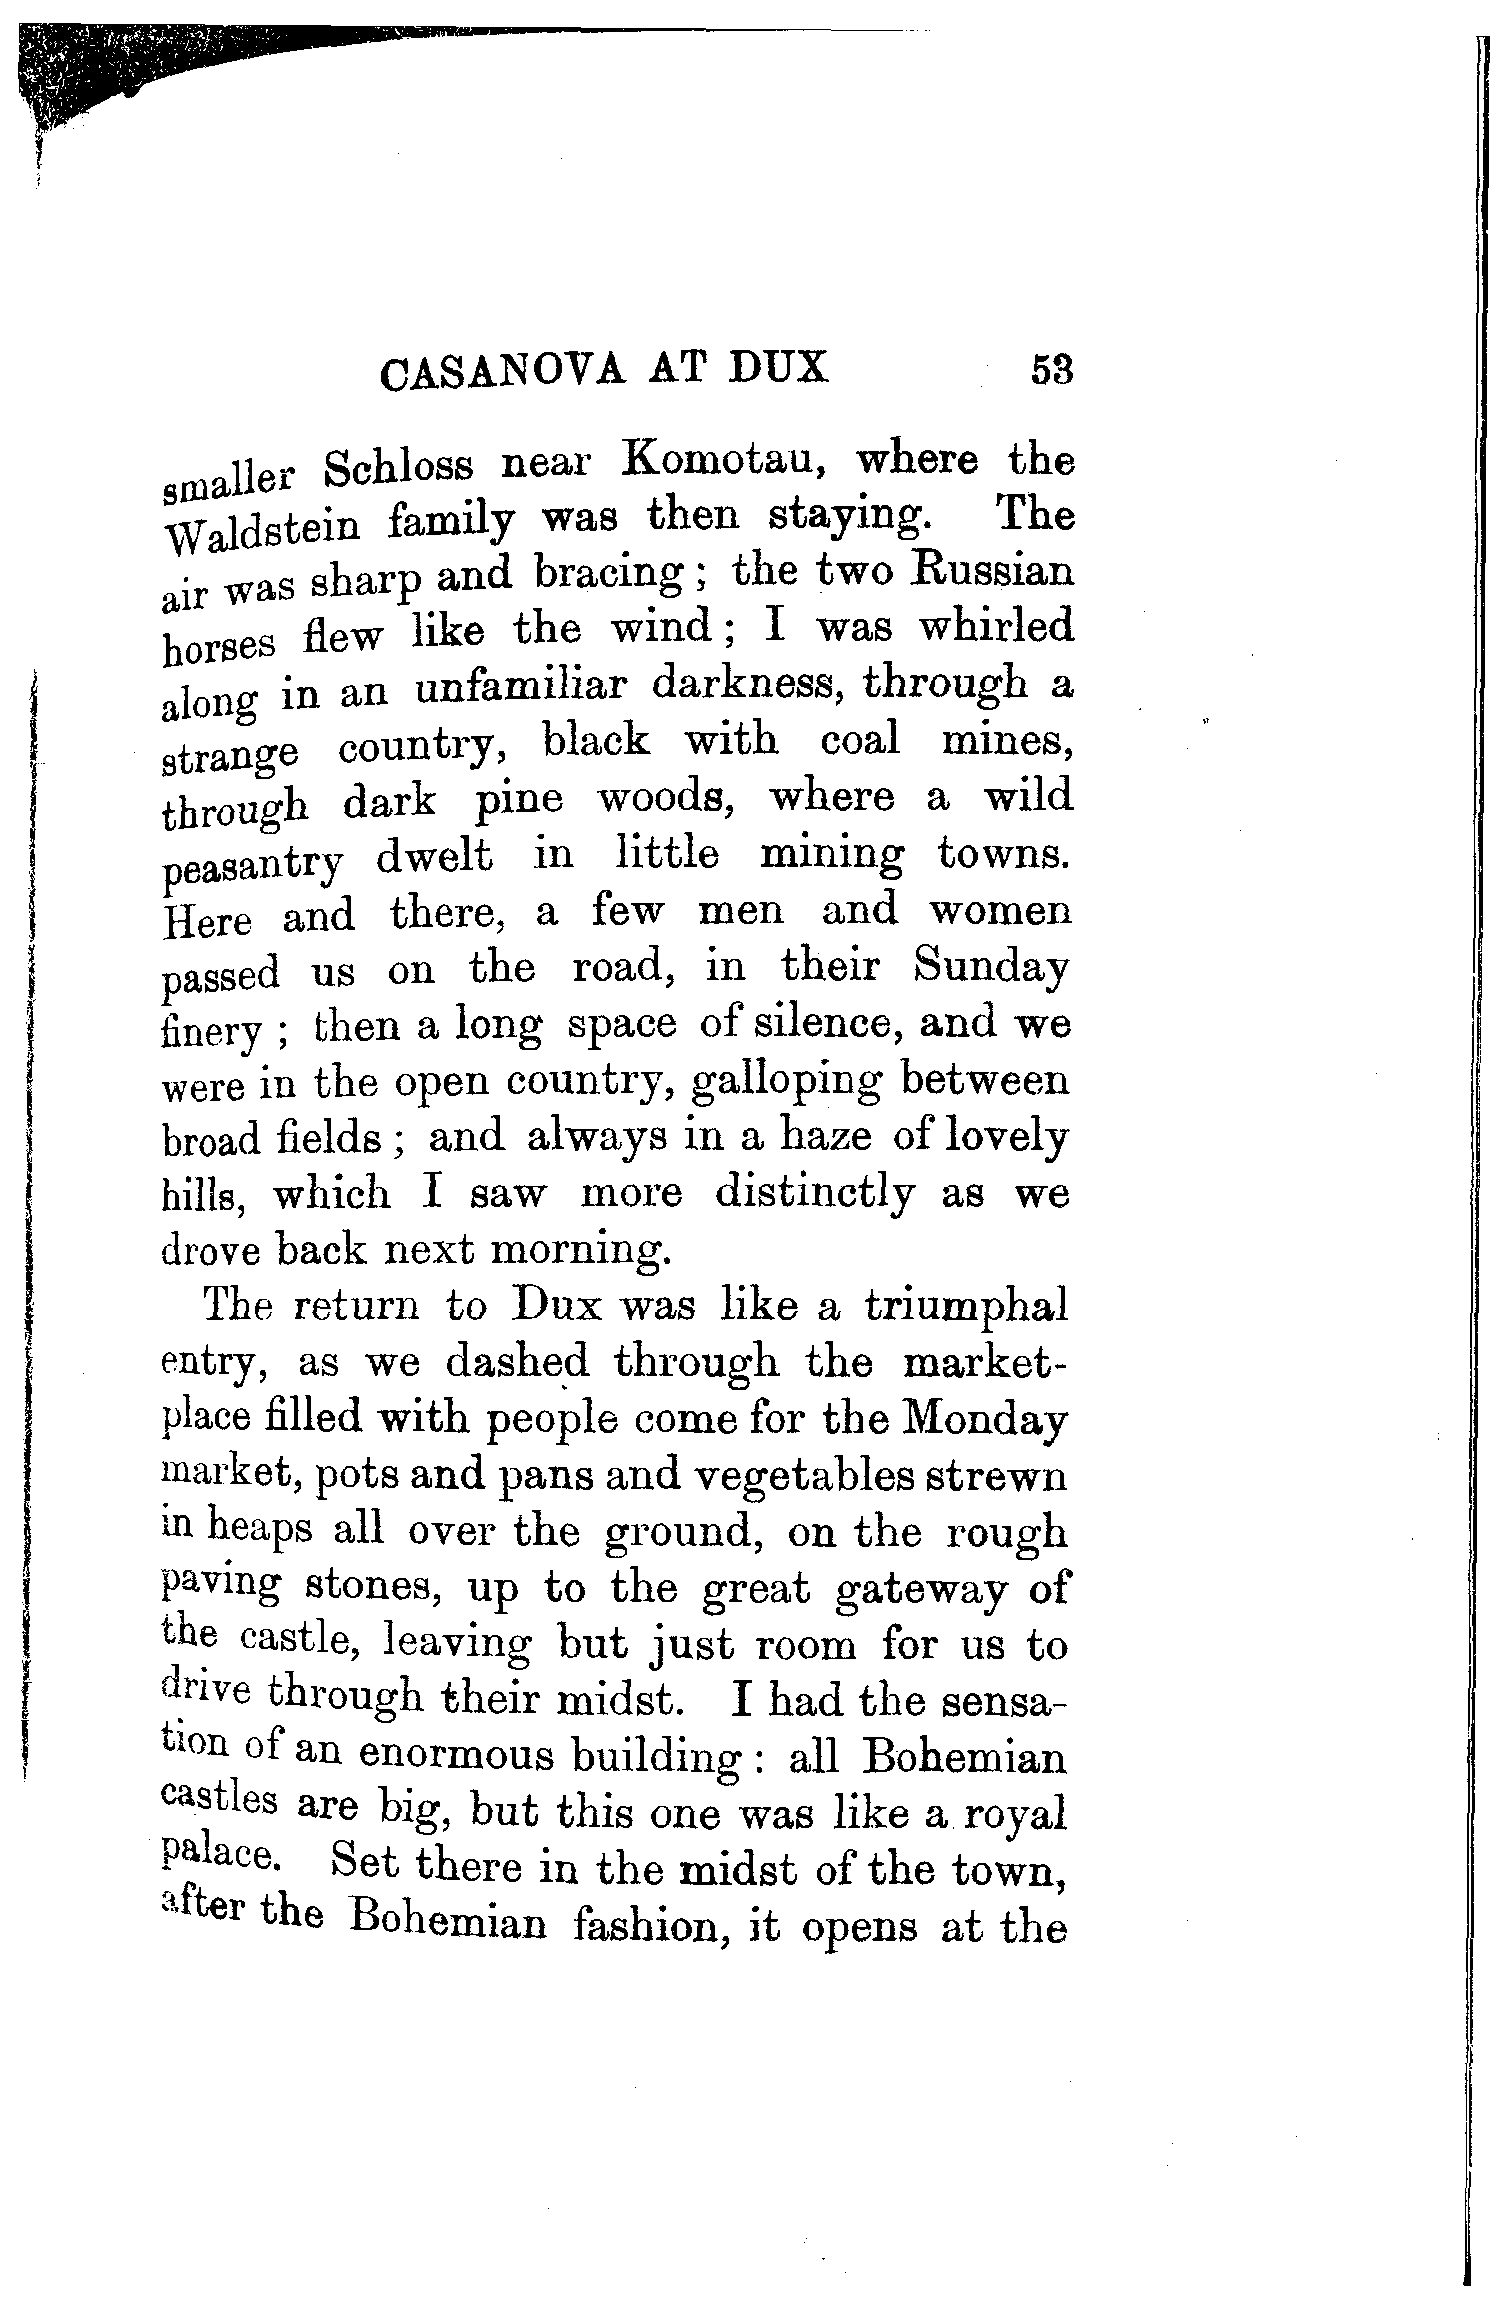 CASANOVA AT DUX 53
smaller Schloss near Komotau, where the
Waldstein family was then staying. The
air was sharp and bracing; the two Russian
horses flew like the wind; I was whirled
along in an unfamiliar darkness, through a
strange country, black with coal mines,
through dark pine woods, where a wild
peasantry dwelt in little mining towns.
Here and there, a few men and women
passed us on the road, in their Sunday
finery; then a long space of silence, and we
were in the open country, galloping between
broad fields; and always in a haze of lovely
hills, which I saw more distinctly as we
drove back next morning.
The return to Dux was like a triumphal
entry, as we dashed through the market-
place filled with people come for the Monday
market, pots and pans and vegetables strewn
in heaps all over the ground, on the rough
paving stones, up to the great gateway of
the castle, leaving but just room for us to
drive through their midst. I had the sensa-
tion of an enormous building: all Bohemian
castles are big, but this one was like a royal
palace. Set there in the midst of the town,
after the Bohemian fashion, it opens at the